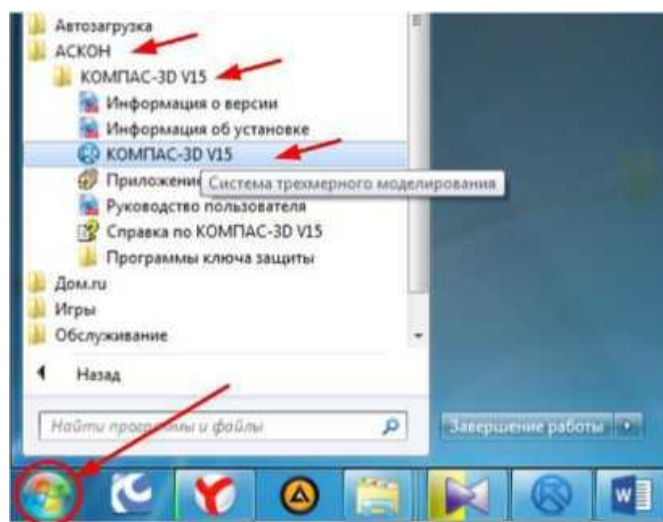 Автозагрузка
АСКОН
КОМПАС-3D V15
Информация о версии
Информация об установке
КОМПАС-3D V15
Приложение
Система трехмерного моделирования
Руководство пользователя
Справка по КОМПАС-3D V15
Программы ключа защиты
Дом.ru
Игры
Обслуживание
Назад
Найти программы и файлы
Завершение работы